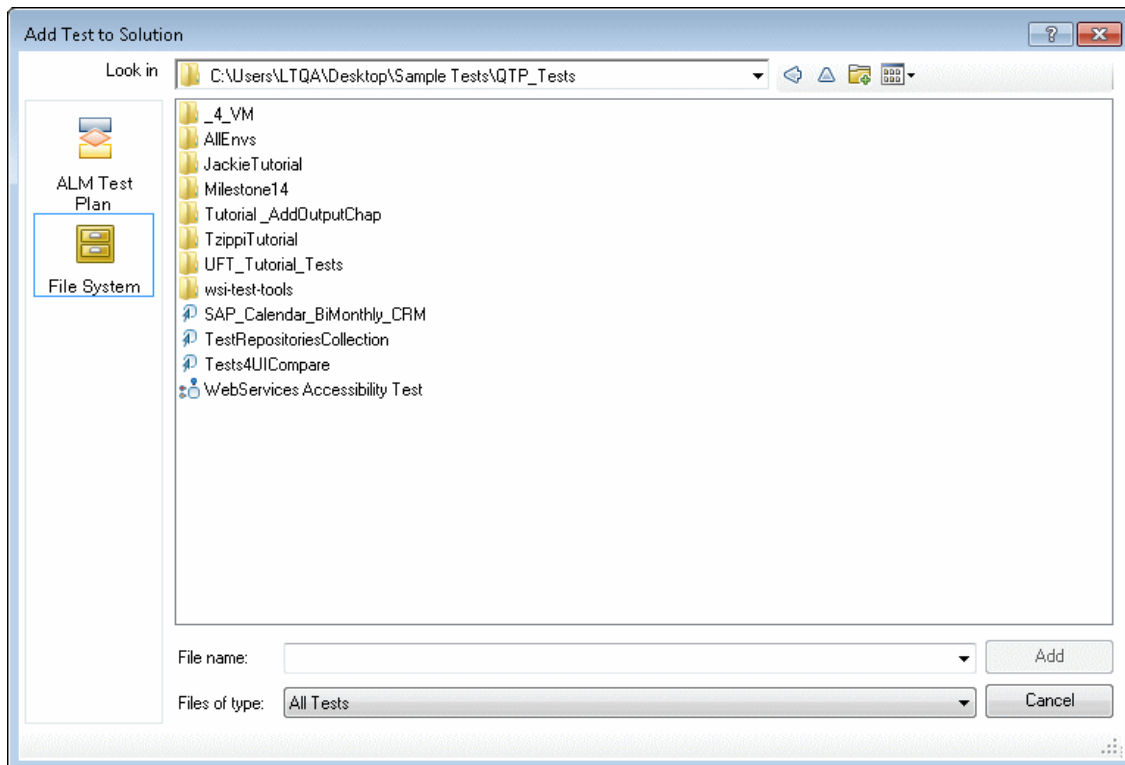 Add Test to Solution
?
Look in
C:\Users\LTQA\Desktop\Sample Tests\QTP_Tests
ALM Test
Plan
File System
_4_VM
AllEnvs
JackieTutorial
Milestone14
Tutorial_AddOutputChap
TzippiTutorial
UFT_Tutorial_Tests
wsi-test-tools
SAP_Calendar_BiMonthly_CRM
TestRepositoriesCollection
Tests4UICompare
WebServices Accessibility Test
File name:
Add
Files of type:
All Tests
Cancel